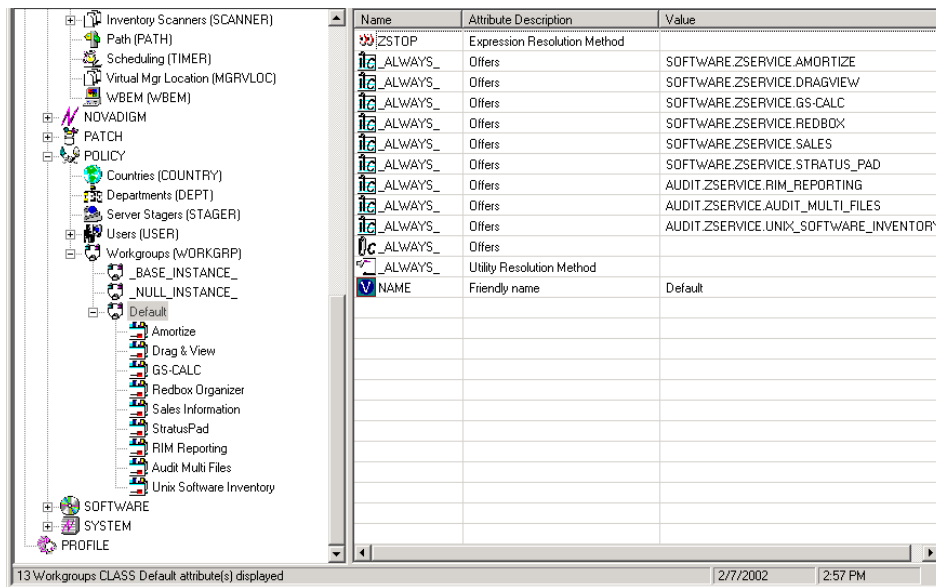 Inventory Scanners (SCANNER)
Path (PATH)
Scheduling (TIMER)
Virtual Mgr Location (MGRVLOC)
WBEM (WBEM)
NOVADIGM
PATCH
POLICY
Countries (COUNTRY)
Departments (DEPT)
Server Stagers (STAGER)
Users (USER)
Workgroups (WORKGRP)
_BASE_INSTANCE_
_NULL_INSTANCE_
Default
Amortize
Drag & View
GS-CALC
Redbox Organizer
Sales Information
StratusPad
RIM Reporting
Audit Multi Files
Unix Software Inventory
SOFTWARE
SYSTEM
PROFILE
Name Attribute Description Value
ZSTOP Expression Resolution Method
_ALWAYS_ Offers SOFTWARE.ZSERVICE.AMORTIZE
_ALWAYS_ Offers SOFTWARE.ZSERVICE.DRAGVIEW
_ALWAYS_ Offers SOFTWARE.ZSERVICE.GS-CALC
_ALWAYS_ Offers SOFTWARE.ZSERVICE.REDBOX
_ALWAYS_ Offers SOFTWARE.ZSERVICE.SALES
_ALWAYS_ Offers SOFTWARE.ZSERVICE.STRATUS_PAD
_ALWAYS_ Offers AUDIT.ZSERVICE.RIM_REPORTING
_ALWAYS_ Offers AUDIT.ZSERVICE.AUDIT_MULTI_FILES
_ALWAYS_ Offers AUDIT.ZSERVICE.UNIX_SOFTWARE_INVENTORY
_ALWAYS_ Offers
_ALWAYS_ Utility Resolution Method
V NAME Friendly name Default
13 Workgroups CLASS Default attribute(s) displayed 2/7/2002 2:57 PM